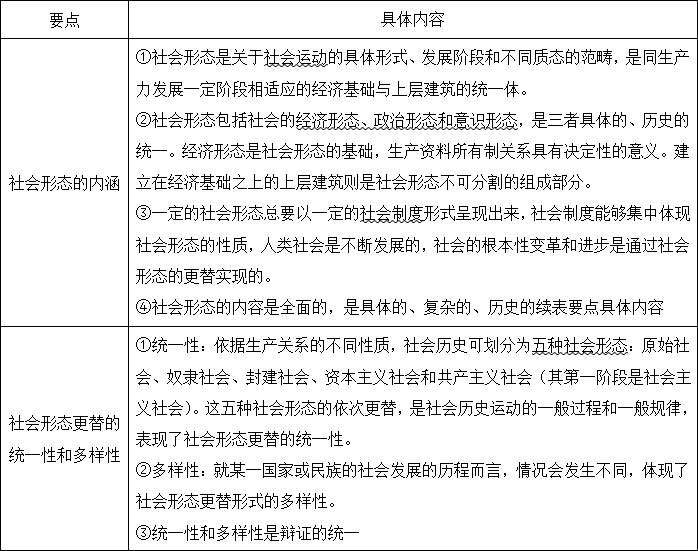 要点
具体内容
社会形态的内涵
①社会形态是关于社会运动的具体形式、发展阶段和不同质态的范畴，是同生产
力发展一定阶段相适应的经济基础与上层建筑的统一体。
②社会形态包括社会的经济形态、政治形态和意识形态，是三者具体的、历史的
统一。经济形态是社会形态的基础，生产资料所有制关系具有决定性的意义。建
立在经济基础之上的上层建筑则是社会形态不可分割的组成部分。
③一定的社会形态总要以一定的社会制度形式呈现出来，社会制度能够集中体现
社会形态的性质，人类社会是不断发展的，社会的根本性变革和进步是通过社会
形态的更替实现的。
④社会形态的内容是全面的，是具体的、复杂的、历史的续表要点具体内容
社会形态更替的
统一性和多样性
①统一性：依据生产关系的不同性质，社会历史可划分为五种社会形态：原始社
会、奴隶社会、封建社会、资本主义社会和共产主义社会（其第一阶段是社会主
义社会）。这五种社会形态的依次更替，是社会历史运动的一般过程和一般规律，
表现了社会形态更替的统一性。
②多样性：就某一国家或民族的社会发展的历程而言，情况会发生不同，体现了
社会形态更替形式的多样性。
③统一性和多样性是辩证的统一